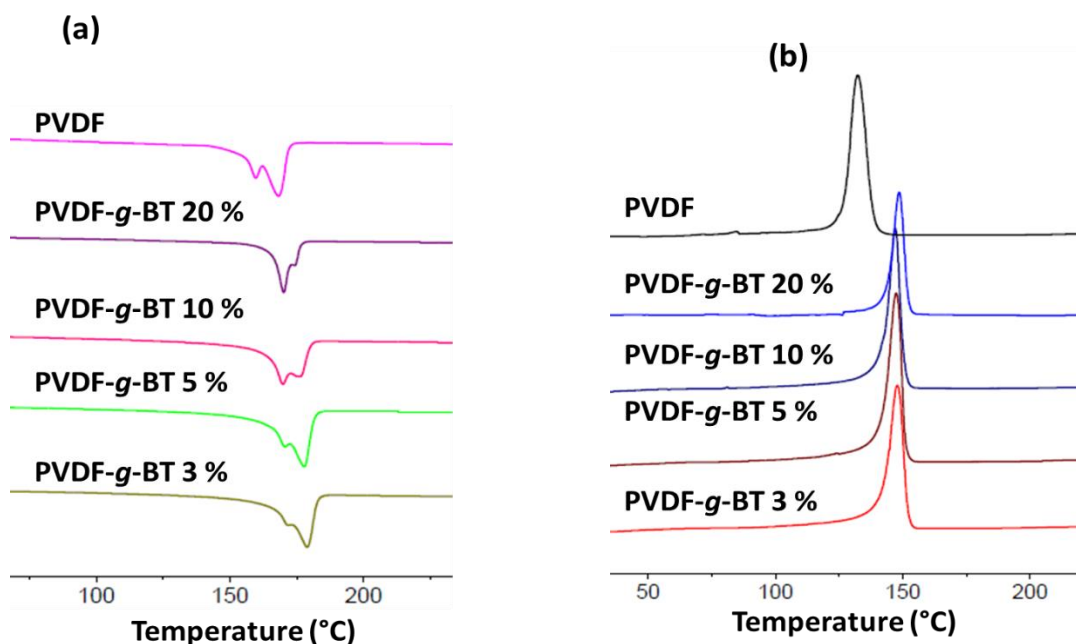 (a)
PVDF
PVDF-g-BT 20 %
PVDF-g-BT 10 %
PVDF-g-BT 5 %
PVDF-g-BT 3 %
100 150 200
Temperature (°C)
(b)
PVDF
PVDF-g-BT 20 %
PVDF-g-BT 10 %
PVDF-g-BT 5 %
PVDF-g-BT 3 %
50 100 150 200
Temperature (°C)